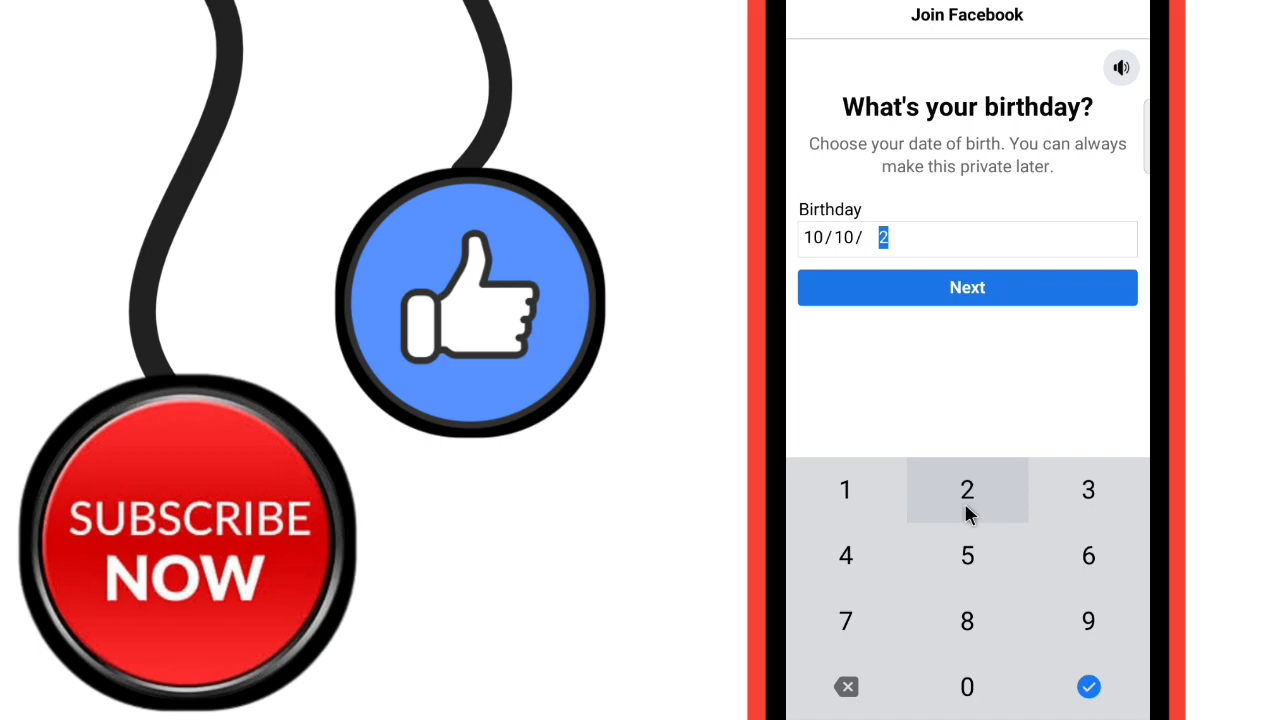 SUBSCRIBE
NOW
Join Facebook
What's your birthday?
Choose your date of birth. You can always
make this private later.
Birthday
10/10/ 2
Next
1 2 3
4 5 6
7 8 9
0